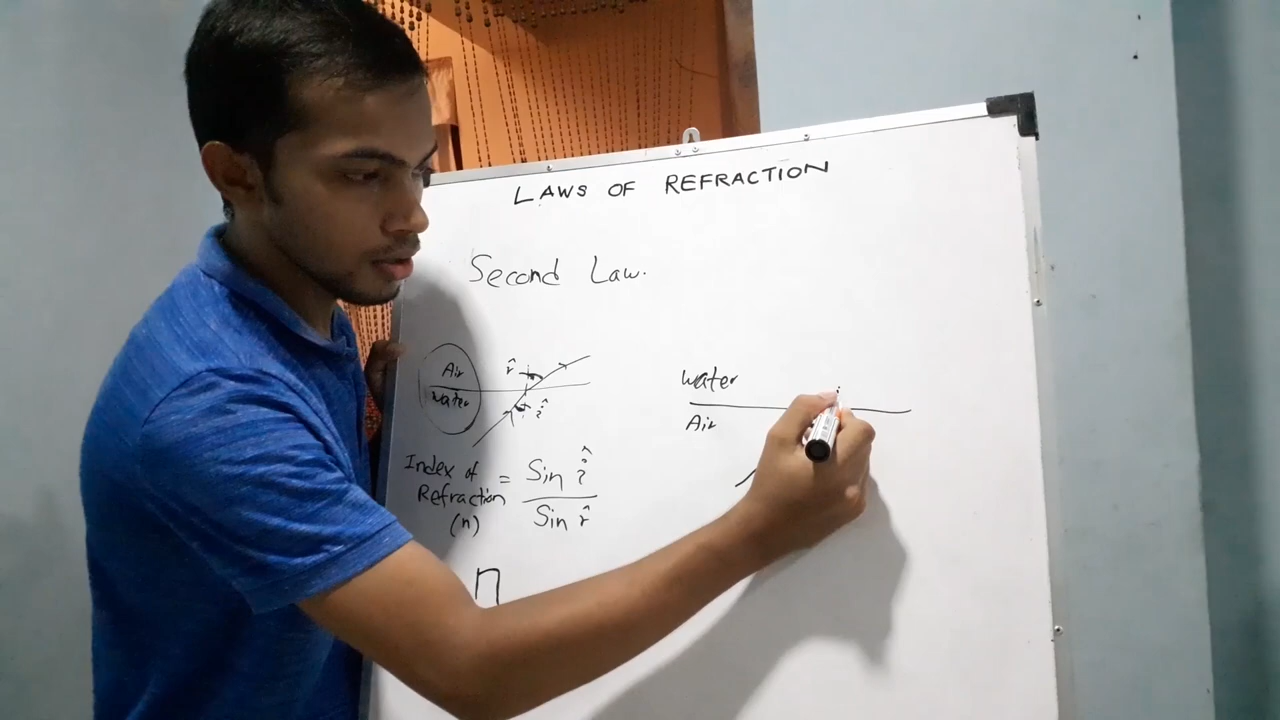 LAWS OF REFRACTION
Second Law.
Air
water
r̂
î
Index of
Refraction
(n)
= Sin î
Sin r̂
n
water
Air